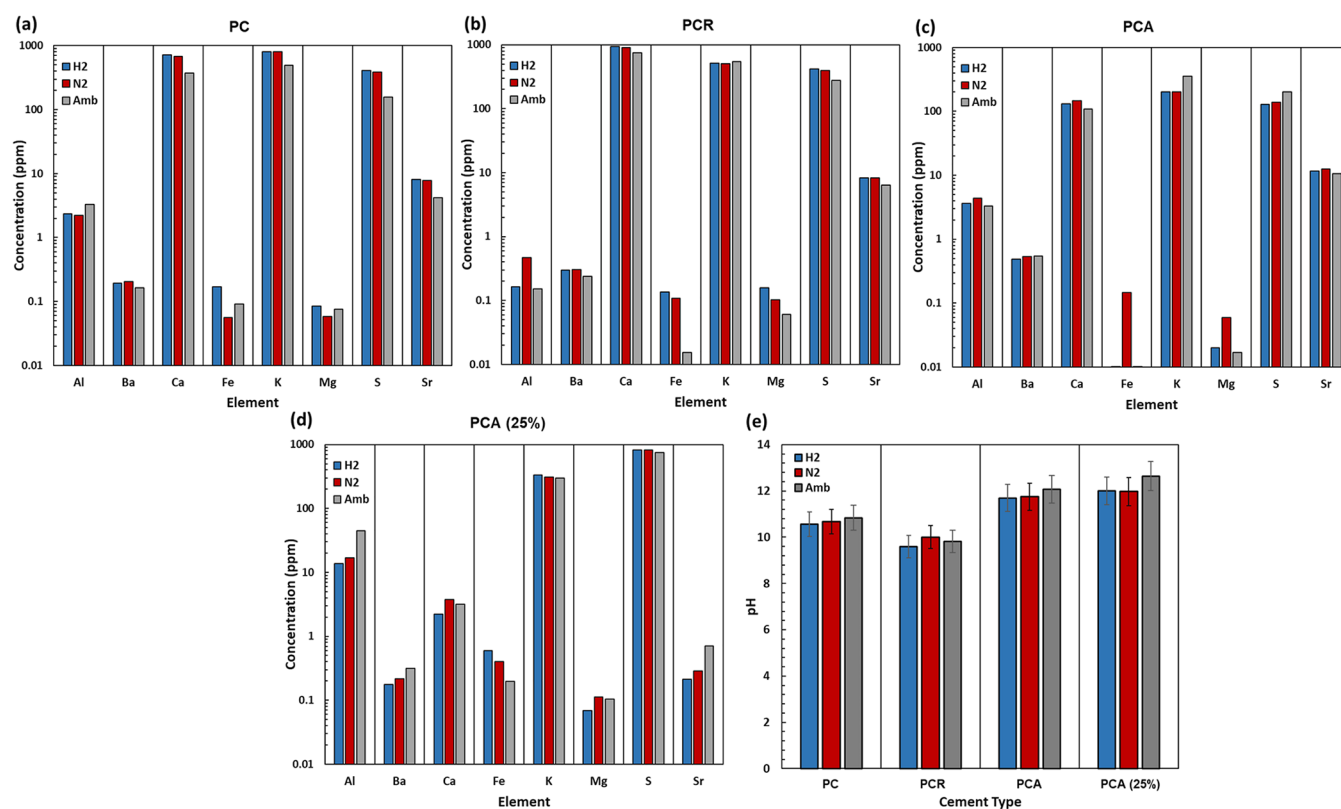 (a)
PC
H2
N2
Amb
Concentration (ppm)
1000
100
10
1
0.1
0.01
Al Ba Ca Fe K Mg S Sr
Element
(b)
PCR
H2
N2
Amb
Concentration (ppm)
1000
100
10
1
0.1
0.01
Al Ba Ca Fe K Mg S Sr
Element
(c)
PCA
H2
N2
Amb
Concentration (ppm)
1000
100
10
1
0.1
0.01
Al Ba Ca Fe K Mg S Sr
Element
(d)
PCA (25%)
H2
N2
Amb
Concentration (ppm)
1000
100
10
1
0.1
0.01
Al Ba Ca Fe K Mg S Sr
Element
(e)
H2
N2
Amb
pH
14
12
10
8
6
4
2
0
PC PCR PCA PCA (25%)
Cement Type